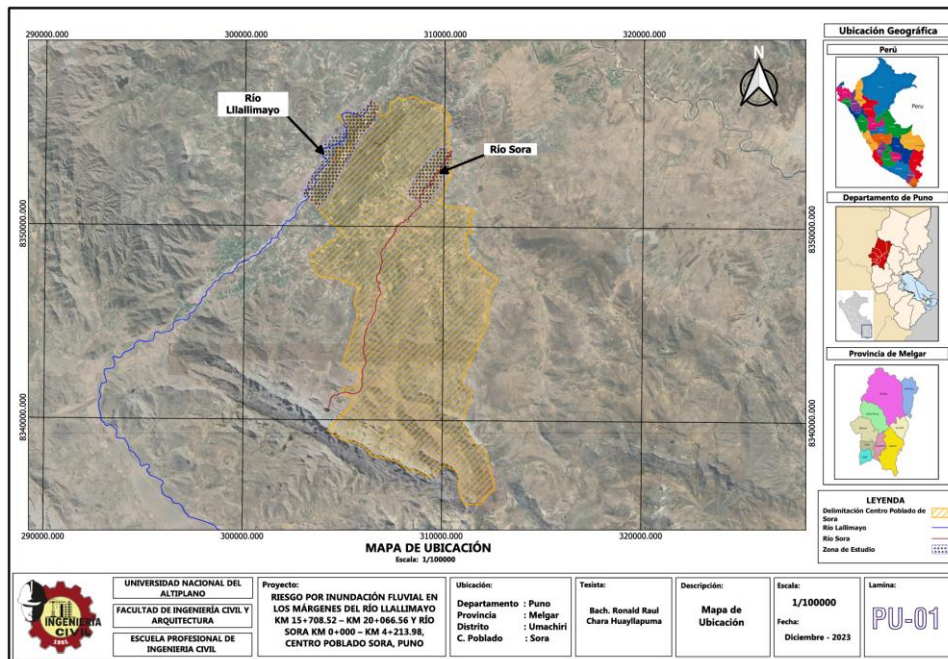 290000.000
300000.000
310000.000
320000.000
Río
Lllallimayo
Río Sora
N
8350000.000
8350000.000
8340000.000
8340000.000
290000.000
300000.000
310000.000
320000.000
MAPA DE UBICACIÓN
Escala: 1/100000
Ubicación Geográfica
Perú
Peru
Departamento de Puno
Provincia de Melgar
LEYENDA
Delimitación Centro Poblado de
Sora
Río Lallimayo
Río Sora
Zona de Estudio
INGENIERÍA
CIVIL
UNIVERSIDAD NACIONAL DEL
ALTIPLANO
FACULTAD DE INGENIERÍA CIVIL Y
ARQUITECTURA
ESCUELA PROFESIONAL DE
INGENIERIA CIVIL
Proyecto:
RIESGO POR INUNDACIÓN FLUVIAL EN
LOS MÁRGENES DEL RÍO LLALLIMAYO
KM 15+708.52 – KM 20+066.56 Y RÍO
SORA KM 0+000 – KM 4+213.98,
CENTRO POBLADO SORA, PUNO
Ubicación:
Departamento : Puno
Provincia : Melgar
Distrito : Umachiri
C. Poblado : Sora
Tesista:
Bach. Ronald Raul
Chara Huayllapuma
Descripción:
Mapa de
Ubicación
Escala:
1/100000
Fecha:
Diciembre - 2023
Lamina:
PU-01